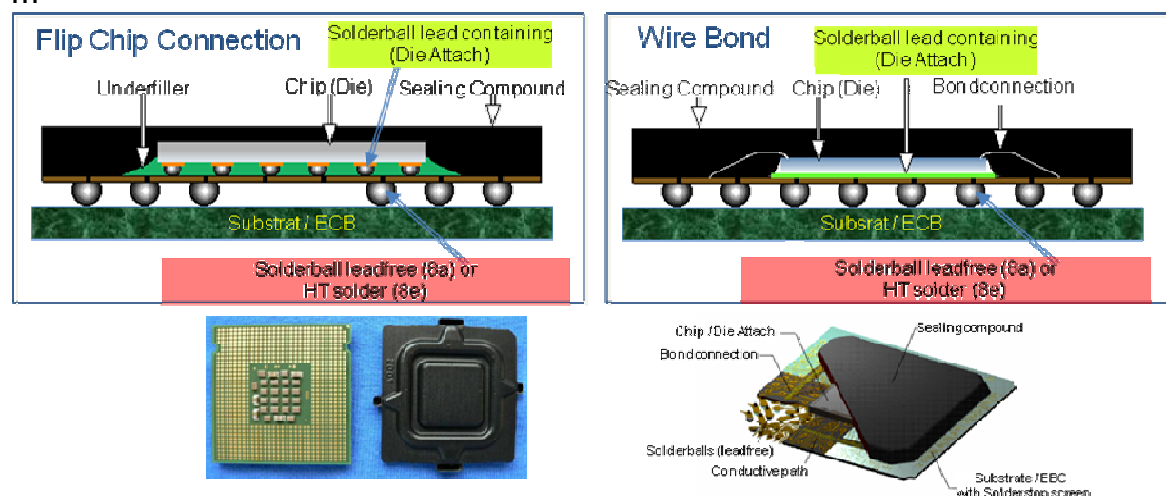 ...
Flip Chip Connection
Solderball lead containing
(Die Attach)
Underfiller
Chip (Die)
Sealing Compound
Substrat / ECB
Solderball leadfree (8a) or
HT solder (8e)
Wire Bond
Solderball lead containing
(Die Attach)
Sealing Compound
Chip (Die)
Bondconnection
Subsrat / ECB
Solderball leadfree (8a) or
HT solder (8e)
Chip / Die Attach
Sealing compound
Bondconnection
Solderballs (leadfree)
Conductive path
Substrate / EBC
with Solderstop screen